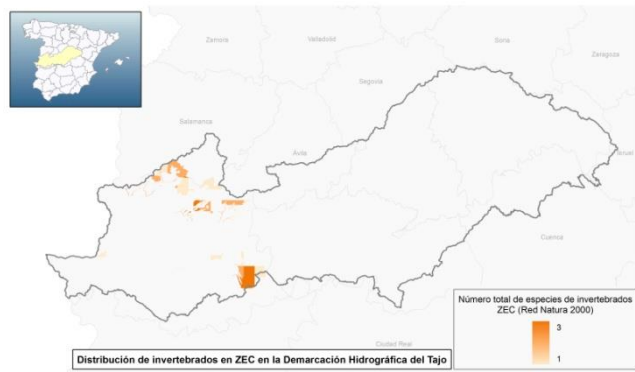 Zamora
Valladolid
Soria
Zaragoza
Segovia
Salamanca
Ávila
Teruel
Cuenca
Ciudad Real
Número total de especies de invertebrados
ZEC (Red Natura 2000)
3
1
Distribución de invertebrados en ZEC en la Demarcación Hidrográfica del Tajo